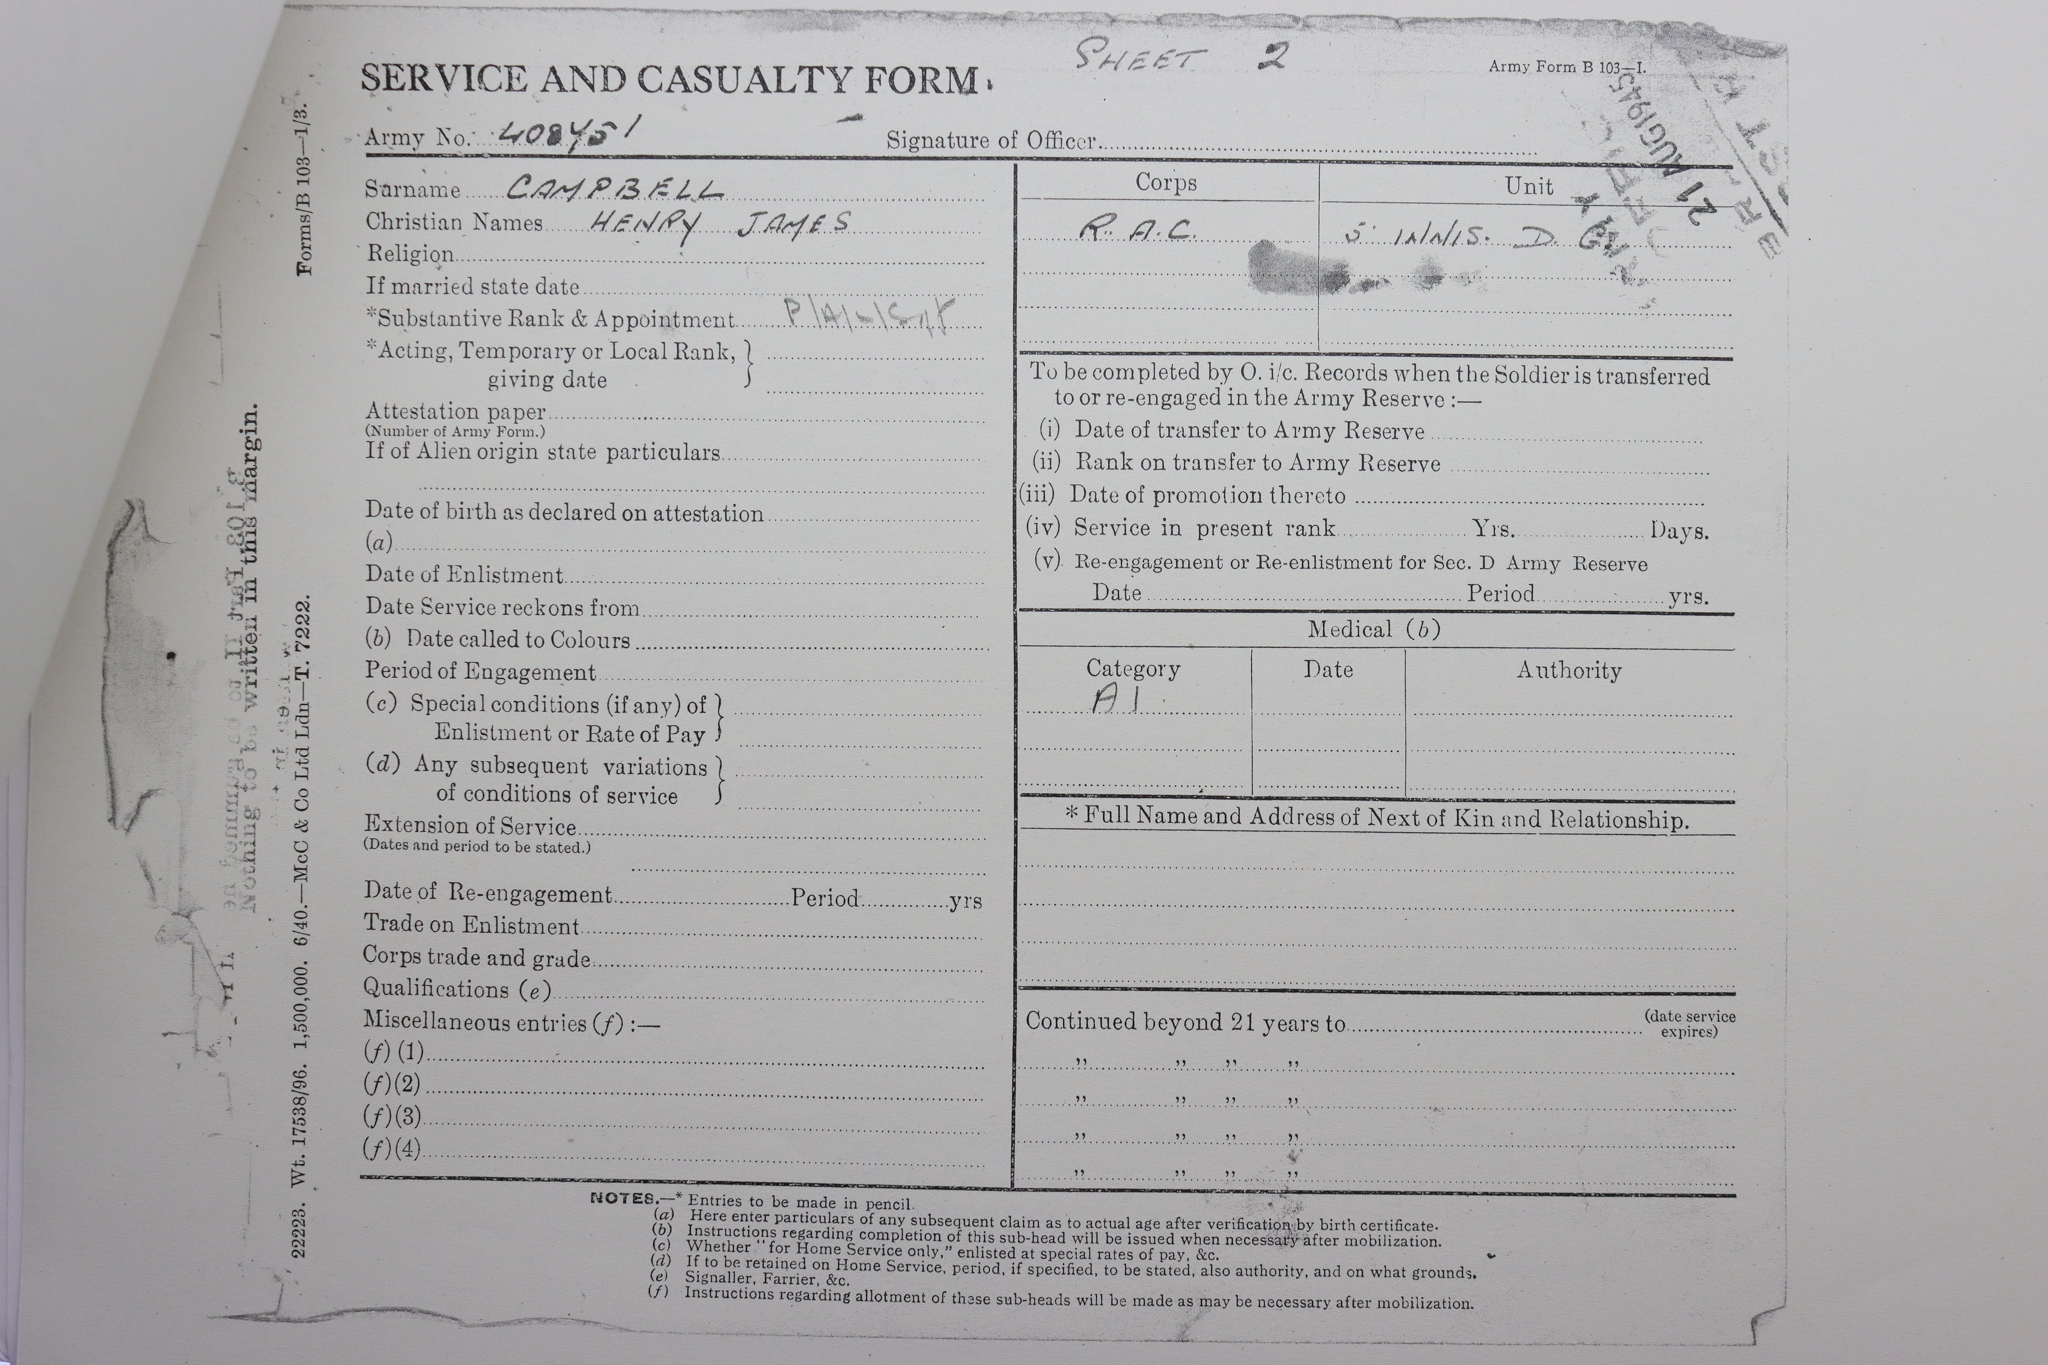 SHEET 2
Army Form B 103—I.
SERVICE AND CASUALTY FORM.
Army No. 408451
Signature of Officer
Surname CAMPBELL
Christian Names HENRY JAMES
Religion
If married state date
*Substantive Rank & Appointment
*Acting, Temporary or Local Rank,
giving date
Attestation paper
(Number of Army Form.)
If of Alien origin state particulars
Date of birth as declared on attestation
(a)
Date of Enlistment
Date Service reckons from
(b) Date called to Colours
Period of Engagement
(c) Special conditions (if any) of
Enlistment or Rate of Pay
(d) Any subsequent variations
of conditions of service
Extension of Service
(Dates and period to be stated.)
Date of Re-engagement Period yrs
Trade on Enlistment
Corps trade and grade
Qualifications (e)
Miscellaneous entries (f) :—
(f) (1)
(f) (2)
(f) (3)
(f) (4)
Corps Unit
R.A.C. 5 INNIS. D. G.
21 AUG 1945
To be completed by O. i/c. Records when the Soldier is transferred
to or re-engaged in the Army Reserve :—
(i) Date of transfer to Army Reserve
(ii) Rank on transfer to Army Reserve
(iii) Date of promotion thereto
(iv) Service in present rank Yrs. Days.
(v) Re-engagement or Re-enlistment for Sec. D Army Reserve
Date Period yrs.
Medical (b)
Category Date Authority
A1
* Full Name and Address of Next of Kin and Relationship.
Continued beyond 21 years to (date service
expires)
„ „ „ „
„ „ „ „
„ „ „ „
„ „ „ „
NOTES.—* Entries to be made in pencil.
(a) Here enter particulars of any subsequent claim as to actual age after verification by birth certificate.
(b) Instructions regarding completion of this sub-head will be issued when necessary after mobilization.
(c) Whether "for Home Service only," enlisted at special rates of pay, &c.
(d) If to be retained on Home Service, period, if specified, to be stated, also authority, and on what grounds.
(e) Signaller, Farrier, &c.
(f) Instructions regarding allotment of these sub-heads will be made as may be necessary after mobilization.
Forms/B 103—1/3.
22223. Wt. 17538/96. 1,500,000. 6/40.—McC & Co Ltd Ldn—T. 7222.
Nothing to be written in this margin.